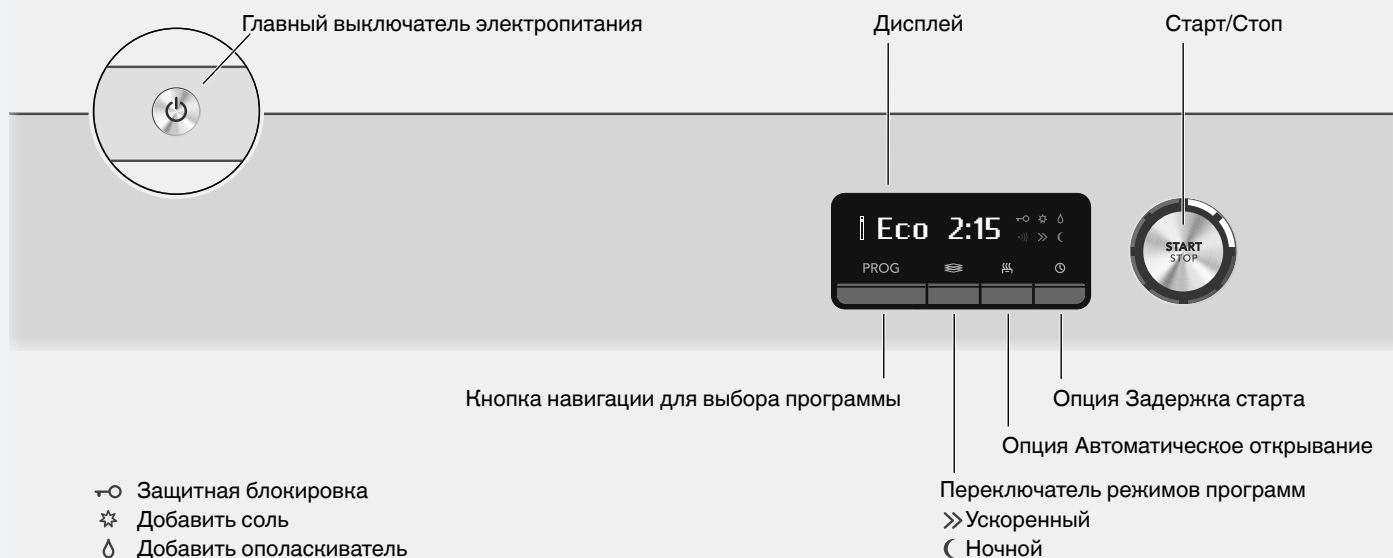 Главный выключатель электропитания
Дисплей
Старт/Стоп
Eco 2:15
PROG
START
STOP
Кнопка навигации для выбора программы
Опция Задержка старта
Опция Автоматическое открывание
Переключатель режимов программ
Ускоренный
Ночной
Защитная блокировка
Добавить соль
Добавить ополаскиватель